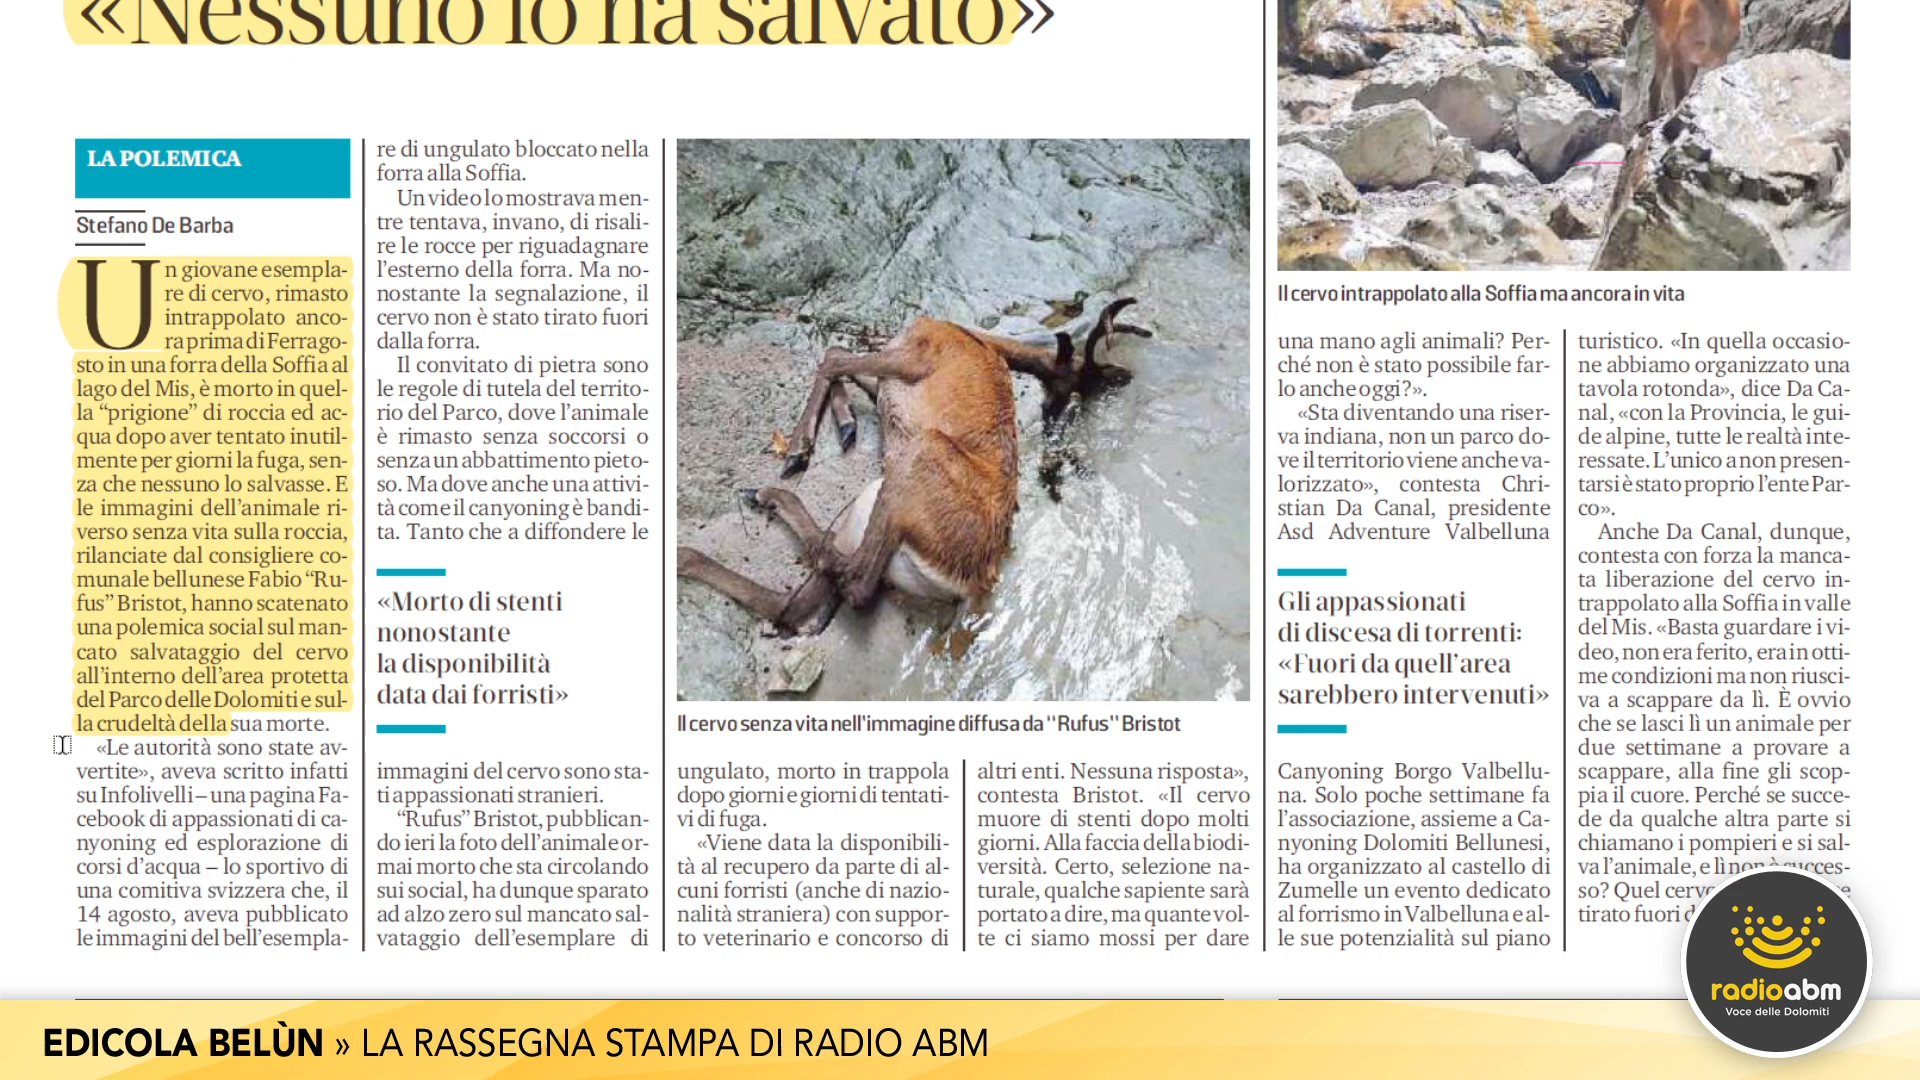 «Nessuno lo ha salvato»
LA POLEMICA
Stefano De Barba
Un giovane esempla-
re di cervo, rimasto
intrappolato anco-
ra prima di Ferrago-
sto in una forra della Soffia al
lago del Mis, è morto in quel-
la “prigione” di roccia ed ac-
qua dopo aver tentato inutil-
mente per giorni la fuga, sen-
za che nessuno lo salvasse. E
le immagini dell’animale ri-
verso senza vita sulla roccia,
rilanciate dal consigliere co-
munale bellunese Fabio “Ru-
fus” Bristot, hanno scatenato
una polemica social sul man-
cato salvataggio del cervo
all’interno dell’area protetta
del Parco delle Dolomiti e sul-
la crudeltà della sua morte.
«Le autorità sono state av-
vertite», aveva scritto infatti
su Infolivelli – una pagina Fa-
cebook di appassionati di ca-
nyoning ed esplorazione di
corsi d’acqua – lo sportivo di
una comitiva svizzera che, il
14 agosto, aveva pubblicato
le immagini del bell’esempla-
re di ungulato bloccato nella
forra alla Soffia.
Un video lo mostrava men-
tre tentava, invano, di risali-
re le rocce per riguadagnare
l’esterno della forra. Ma no-
nostante la segnalazione, il
cervo non è stato tirato fuori
dalla forra.
Il convitato di pietra sono
le regole di tutela del territo-
rio del Parco, dove l’animale
è rimasto senza soccorsi o
senza un abbattimento pieto-
so. Ma dove anche una attivi-
tà come il canyoning è bandi-
ta. Tanto che a diffondere le
«Morto di stenti
nonostante
la disponibilità
data dai forristi»
immagini del cervo sono sta-
ti appassionati stranieri.
“Rufus” Bristot, pubblican-
do ieri la foto dell’animale or-
mai morto che sta circolando
sui social, ha dunque sparato
ad alzo zero sul mancato sal-
vataggio dell’esemplare di
Il cervo senza vita nell'immagine diffusa da "Rufus" Bristot
ungulato, morto in trappola
dopo giorni e giorni di tentati-
vi di fuga.
«Viene data la disponibili-
tà al recupero da parte di al-
cuni forristi (anche di nazio-
nalità straniera) con suppor-
to veterinario e concorso di
altri enti. Nessuna risposta»,
contesta Bristot. «Il cervo
muore di stenti dopo molti
giorni. Alla faccia della biodi-
versità. Certo, selezione na-
turale, qualche sapiente sarà
portato a dire, ma quante vol-
te ci siamo mossi per dare
Il cervo intrappolato alla Soffia ma ancora in vita
una mano agli animali? Per-
ché non è stato possibile far-
lo anche oggi?».
«Sta diventando una riser-
va indiana, non un parco do-
ve il territorio viene anche va-
lorizzato», contesta Chri-
stian Da Canal, presidente
Asd Adventure Valbelluna
Gli appassionati
di discesa di torrenti:
«Fuori da quell’area
sarebbero intervenuti»
Canyoning Borgo Valbellu-
na. Solo poche settimane fa
l’associazione, assieme a Ca-
nyoning Dolomiti Bellunesi,
ha organizzato al castello di
Zumelle un evento dedicato
al forrismo in Valbelluna e al-
le sue potenzialità sul piano
turistico. «In quella occasio-
ne abbiamo organizzato una
tavola rotonda», dice Da Ca-
nal, «con la Provincia, le gui-
de alpine, tutte le realtà inte-
ressate. L’unico a non presen-
tarsi è stato proprio l’ente Par-
co».
Anche Da Canal, dunque,
contesta con forza la manca-
ta liberazione del cervo in-
trappolato alla Soffia in valle
del Mis. «Basta guardare i vi-
deo, non era ferito, era in otti-
me condizioni ma non riusci-
va a scappare da lì. È ovvio
che se lasci lì un animale per
due settimane a provare a
scappare, alla fine gli scop-
pia il cuore. Perché se succe-
de da qualche altra parte si
chiamano i pompieri e si sal-
va l’animale, e lì non è succes-
so? Quel cervo
tirato fuori
radioabm
Voce delle Dolomiti
EDICOLA BELÙN » LA RASSEGNA STAMPA DI RADIO ABM